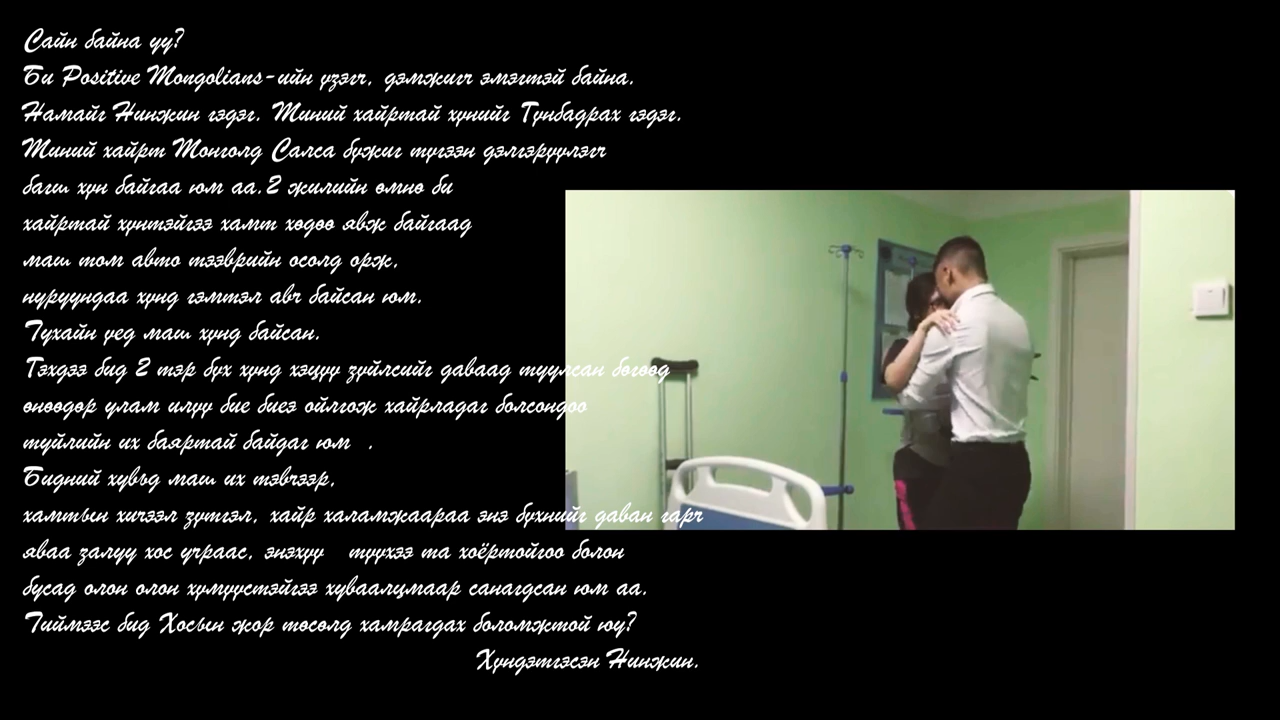 Сайн байна уу?
Би Positive Mongolians-ийн үзэгч, дэмжигч эмэгтэй байна.
Намайг Нинжин гэдэг. Миний хайртай хүнийг Түнбадрах гэдэг.
Миний хайрт Монголд Салса бүжиг түгээн дэлгэрүүлэгч
багш хүн байгаа юм аа.2 жилийн өмнө би
хайртай хүнтэйгээ хамт хөдөө явж байгаад
маш том авто тээврийн осолд орж,
нуруундаа хүнд гэмтэл авч байсан юм.
Тухайн үед маш хүнд байсан.
Тэхдээ бид 2 тэр бүх хүнд хэцүү зүйлсийг даваад туулсан бөгөөд
өнөөдөр улам илүү бие биеэ ойлгож хайрладаг болсондоо
туйлийн их баяртай байдаг юм .
Бидний хувьд маш их тэвчээр,
хамтын хичээл зүтгэл, хайр халамжаараа энэ бүхнийг даван гарч
яваа залуу хос учраас, энэхүү түүхээ та хоёртойгоо болон
бусад олон олон хүмүүстэйгээ хуваалцмаар санагдсан юм аа.
Тиймээс бид Хосын жор төсөлд хамрагдах боломжтой юу?
Хүндэтгэсэн Нинжин.